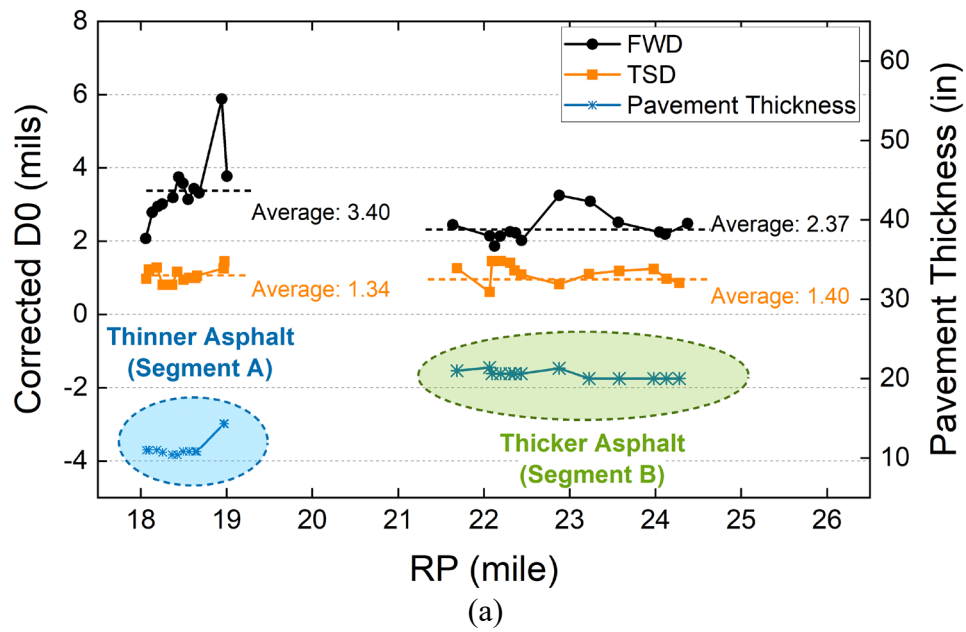 8
6
4
2
0
-2
-4
Corrected D0 (mils)
60
50
40
30
20
10
Pavement Thickness (in)
FWD
TSD
Pavement Thickness
Average: 3.40
Average: 2.37
Average: 1.34
Average: 1.40
Thinner Asphalt
(Segment A)
Thicker Asphalt
(Segment B)
18 19 20 21 22 23 24 25 26
RP (mile)
(a)